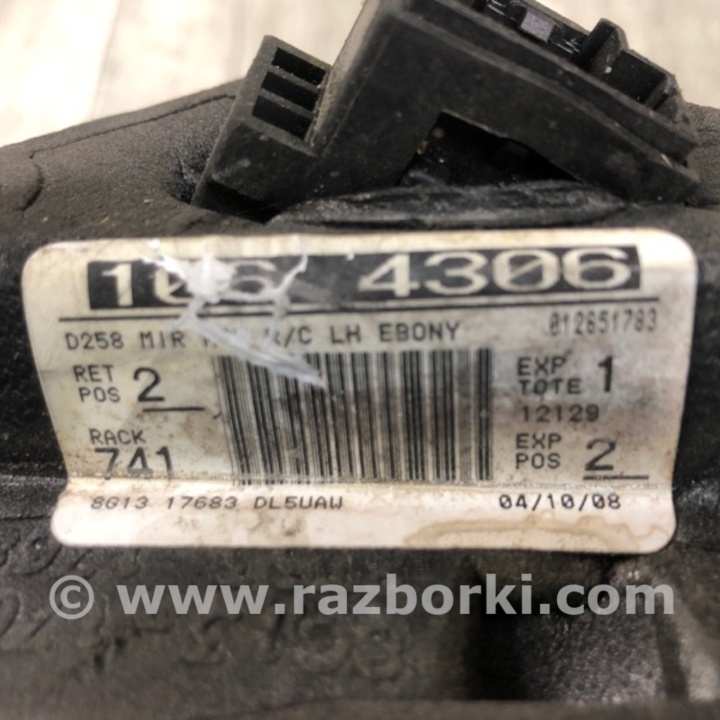 106 4306
D258 MIR R/C LH EBONY 012651783
RET POS 2 EXP TOTE 1
12129
RACK 741 EXP POS 2
8G13 17683 DL5UAW 04/10/08
© www.razborki.com